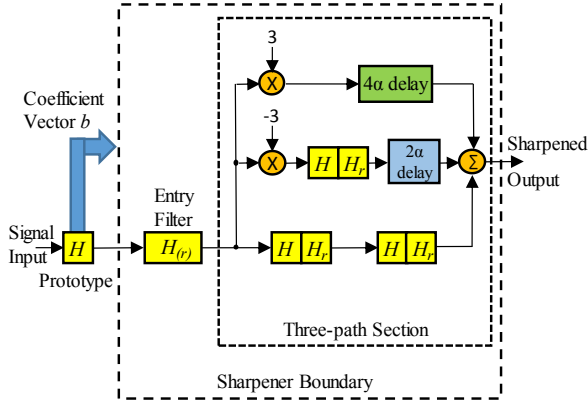 3
X
4α delay
Coefficient
Vector b
-3
X
H
Hr
2α
delay
Σ
Sharpened
Output
Entry
Filter
Signal
Input
H
Prototype
H(r)
H
Hr
H
Hr
Three-path Section
Sharpener Boundary